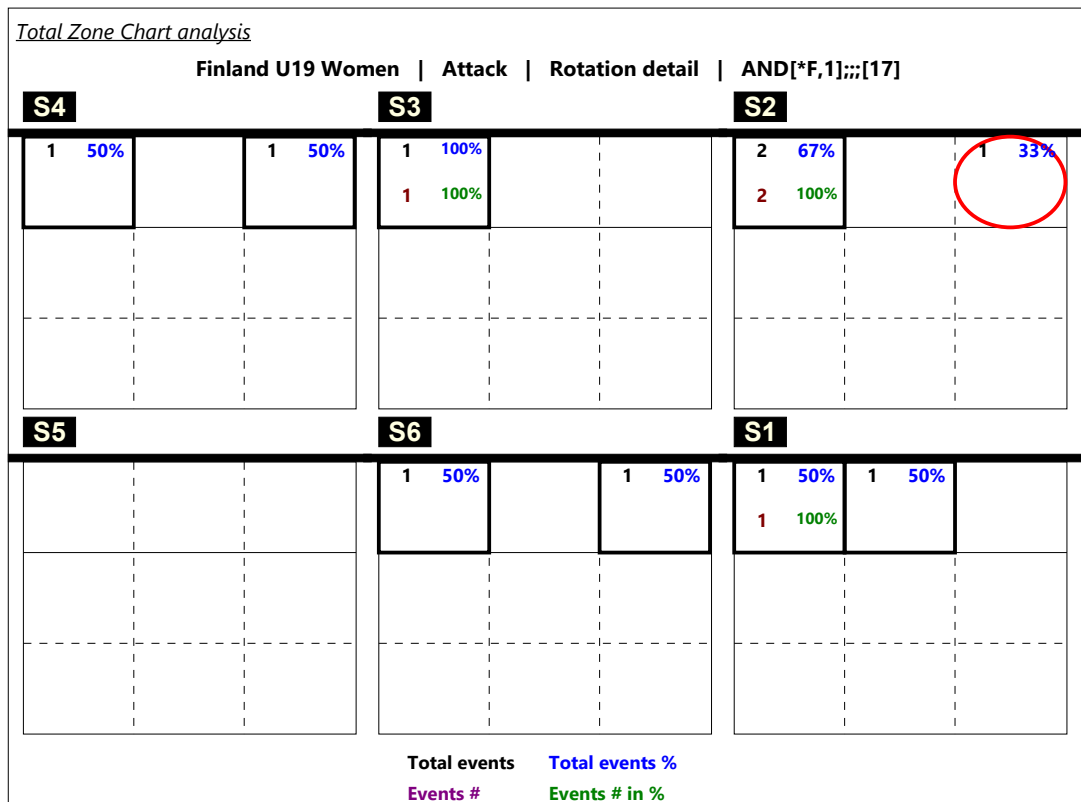 Total Zone Chart analysis
Finland U19 Women | Attack | Rotation detail | AND[*F,1];;;[17]
S4 S3 S2
1 50% 1 50% 1 100% 2 67% 1 33%
1 100% 2 100%
S5 S6 S1
1 50% 1 50% 1 50% 1 50%
1 100%
Total events Total events %
Events # Events # in %